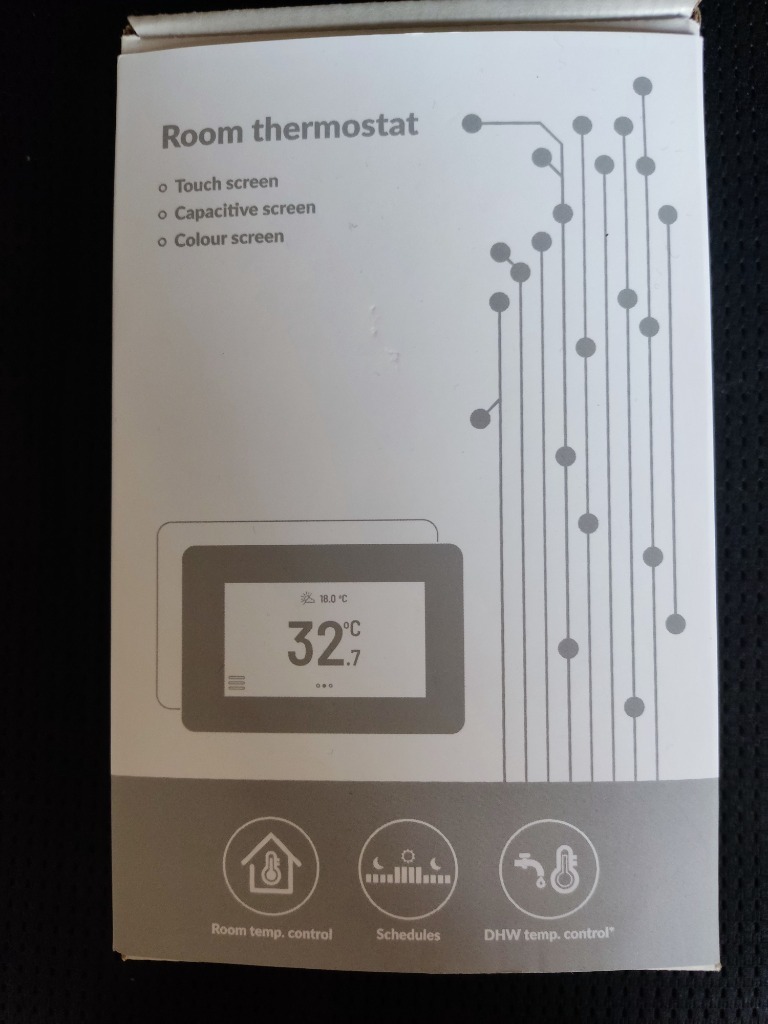 Room thermostat
Touch screen
Capacitive screen
Colour screen
18.0 °C
32.7 °C
Room temp. control
Schedules
DHW temp. control*